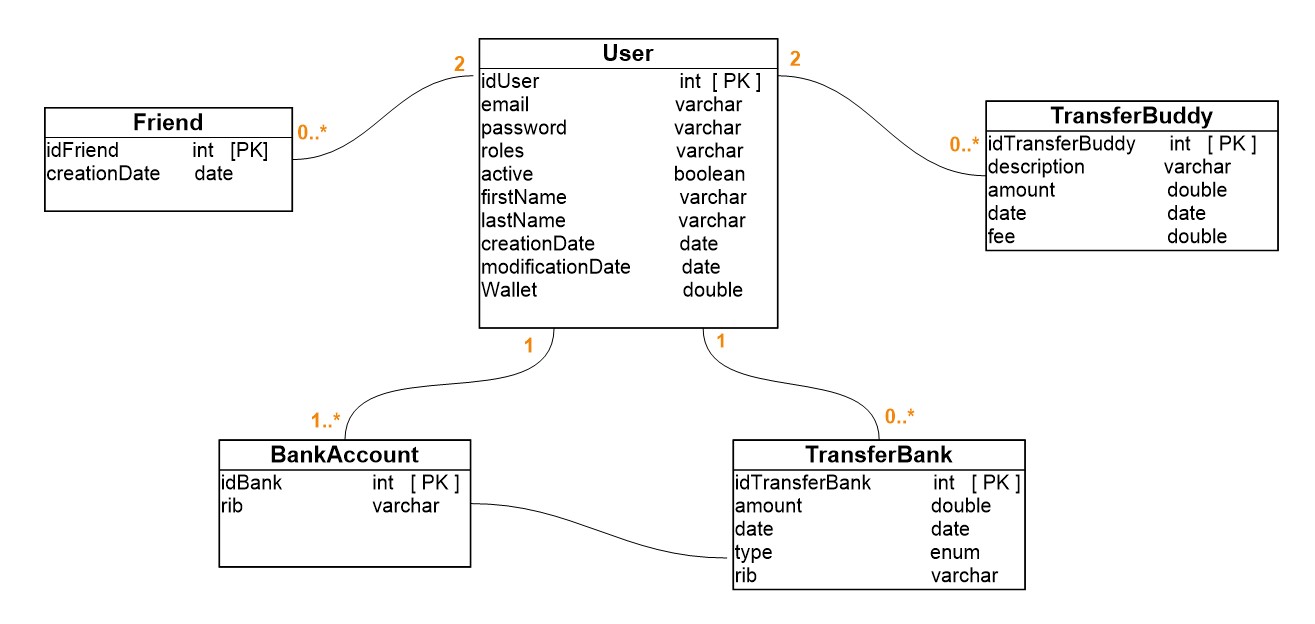 User
idUser int [ PK ]
email varchar
password varchar
roles varchar
active boolean
firstName varchar
lastName varchar
creationDate date
modificationDate date
Wallet double
2
2
Friend
idFriend int [PK]
creationDate date
0..*
TransferBuddy
idTransferBuddy int [ PK ]
description varchar
amount double
date date
fee double
0..*
1
1
1..*
0..*
BankAccount
idBank int [ PK ]
rib varchar
TransferBank
idTransferBank int [ PK ]
amount double
date date
type enum
rib varchar